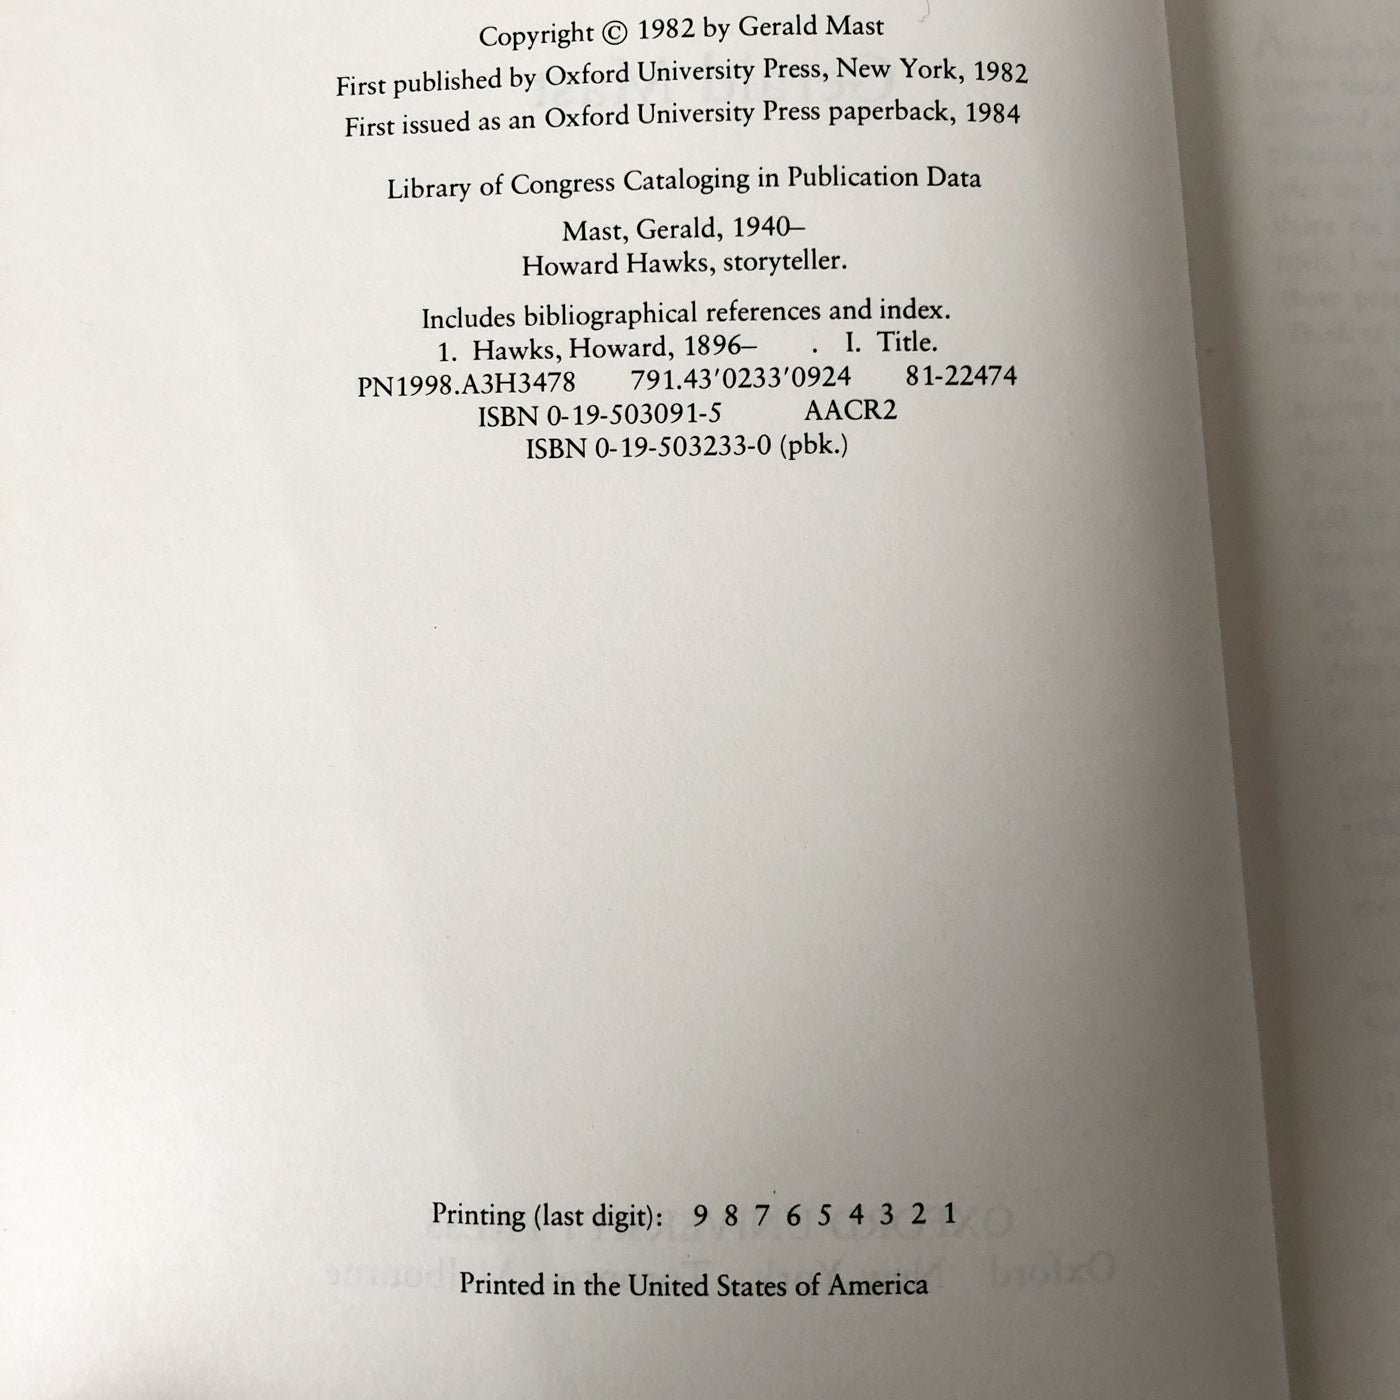 Copyright © 1982 by Gerald Mast
First published by Oxford University Press, New York, 1982
First issued as an Oxford University Press paperback, 1984
Library of Congress Cataloging in Publication Data
Mast, Gerald, 1940–
Howard Hawks, storyteller.
Includes bibliographical references and index.
1. Hawks, Howard, 1896– . I. Title.
PN1998.A3H3478 791.43′0233′0924 81-22474
ISBN 0-19-503091-5 AACR2
ISBN 0-19-503233-0 (pbk.)
Printing (last digit): 9 8 7 6 5 4 3 2 1
Printed in the United States of America